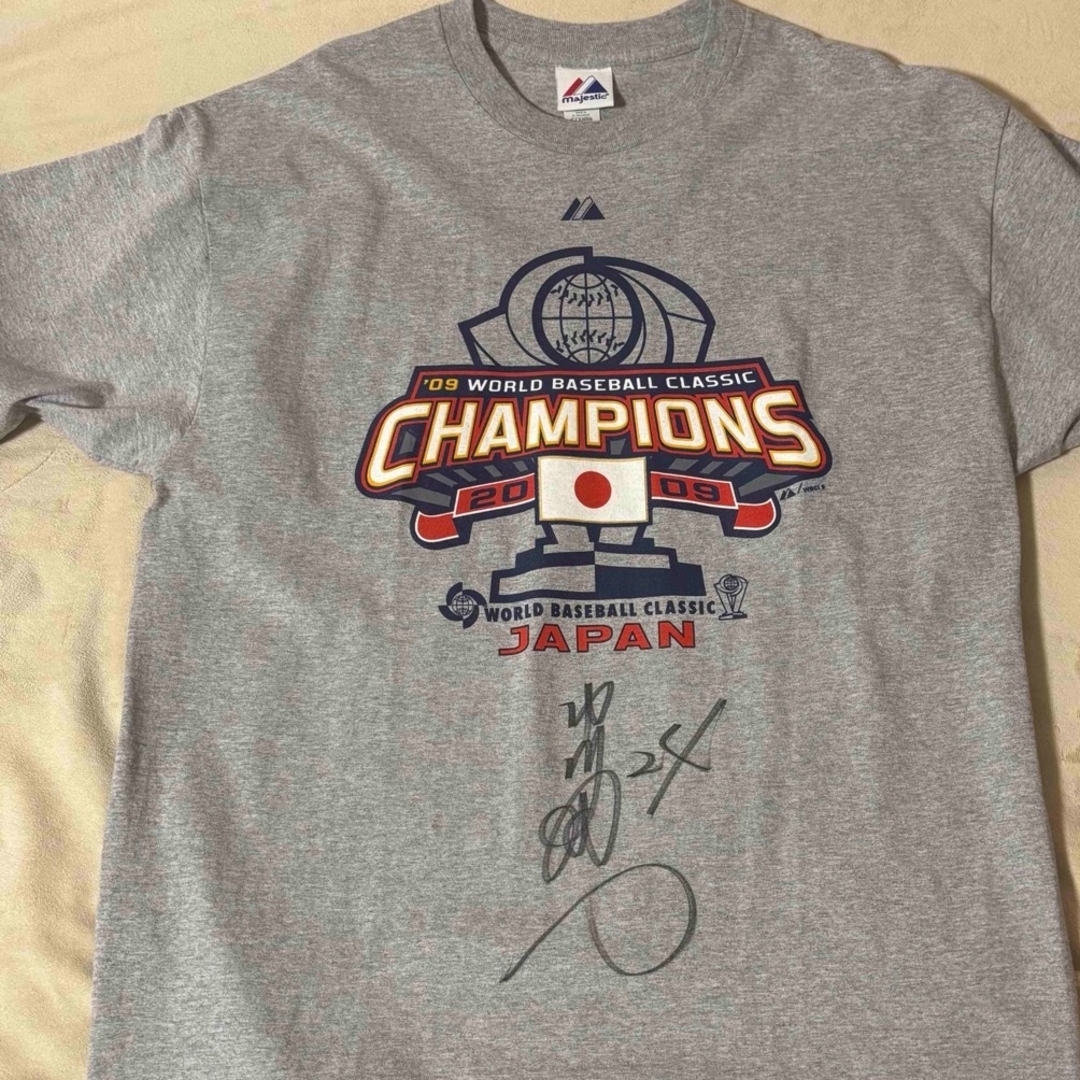 majestic
'09 WORLD BASEBALL CLASSIC
CHAMPIONS
20 09
WORLD BASEBALL CLASSIC
JAPAN
24